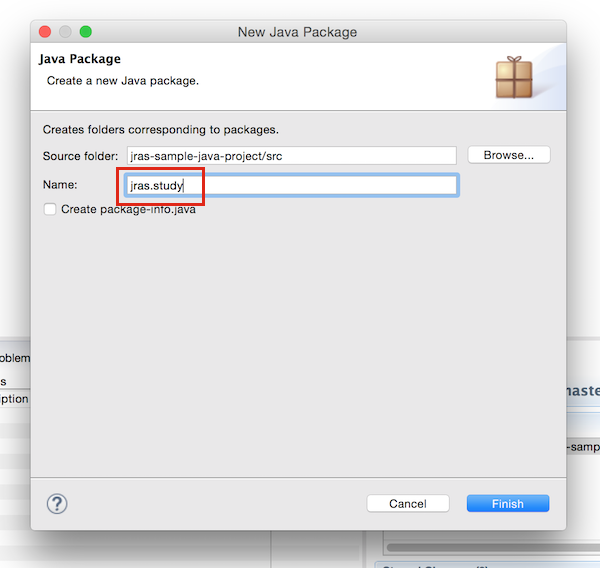 New Java Package
Java Package
Create a new Java package.
Creates folders corresponding to packages.
Source folder: jras-sample-java-project/src Browse...
Name: jras.study
Create package-info.java
oblem
s
iption
naste
-samp
? Cancel Finish